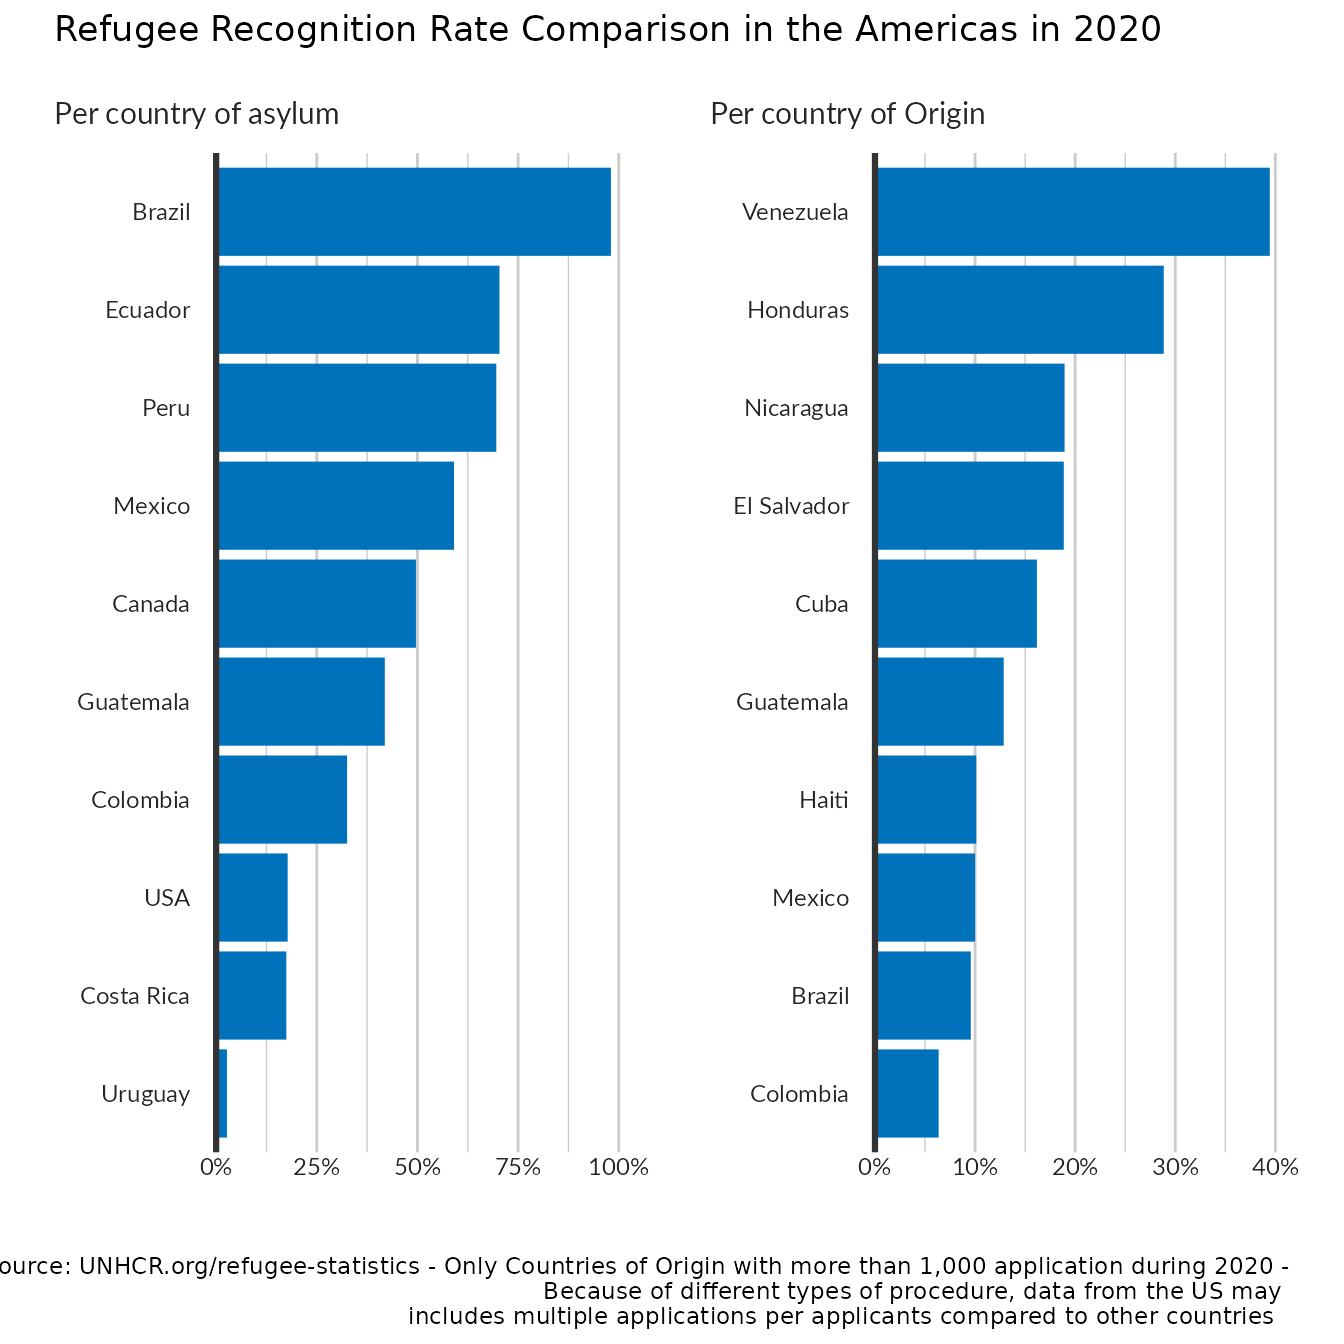 Refugee Recognition Rate Comparison in the Americas in 2020
Per country of asylum
Brazil
Ecuador
Peru
Mexico
Canada
Guatemala
Colombia
USA
Costa Rica
Uruguay
0% 25% 50% 75% 100%
Per country of Origin
Venezuela
Honduras
Nicaragua
El Salvador
Cuba
Guatemala
Haiti
Mexico
Brazil
Colombia
0% 10% 20% 30% 40%
ource: UNHCR.org/refugee-statistics - Only Countries of Origin with more than 1,000 application during 2020 -
Because of different types of procedure, data from the US may
includes multiple applications per applicants compared to other countries